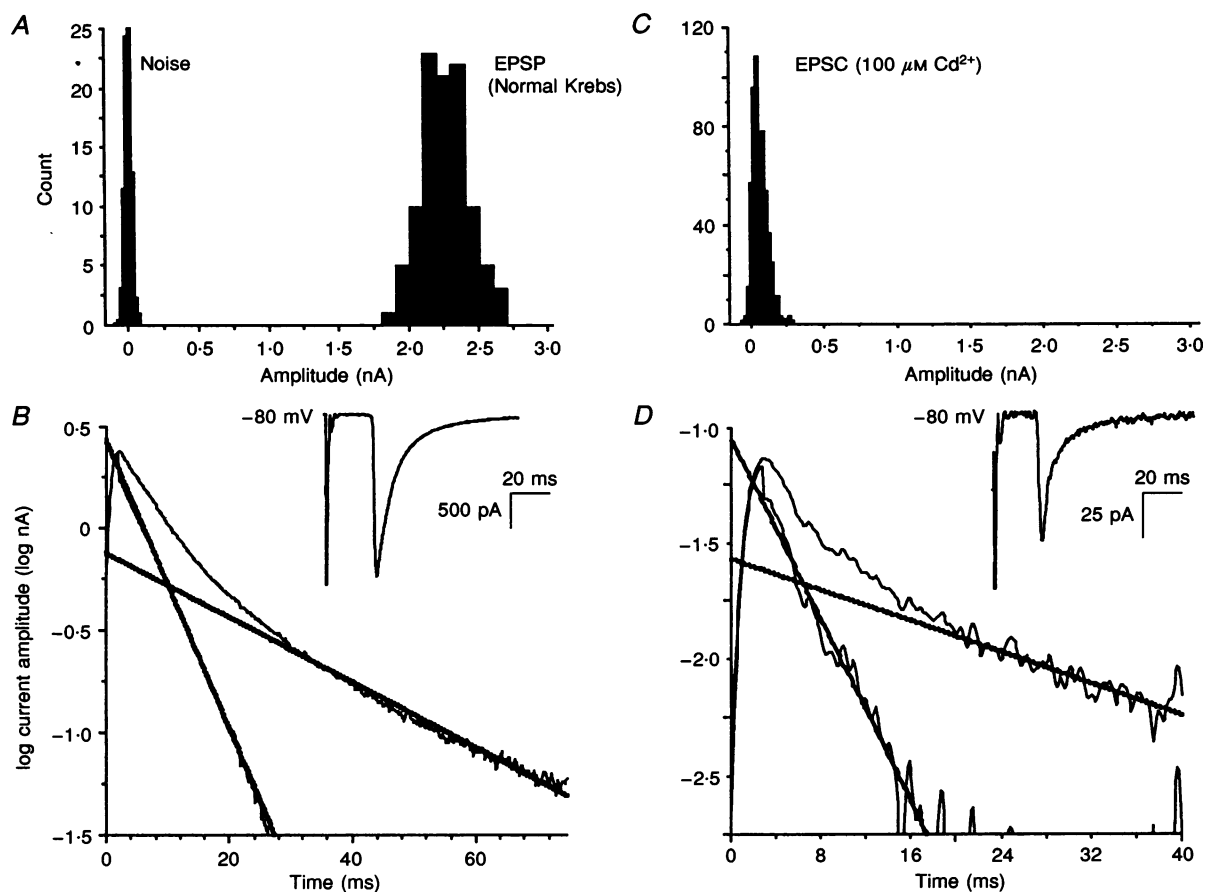 A
25
20
15
10
5
0
Count
Noise
EPSP
(Normal Krebs)
0
0·5
1·0
1·5
2·0
2·5
3·0
Amplitude (nA)
C
120
80
40
0
EPSC (100 μM Cd2+)
0
0·5
1·0
1·5
2·0
2·5
3·0
Amplitude (nA)
B
0·5
0
−0·5
−1·0
−1·5
log current amplitude (log nA)
−80 mV
20 ms
500 pA
0
20
40
60
Time (ms)
D
−1·0
−1·5
−2·0
−2·5
−80 mV
20 ms
25 pA
0
8
16
24
32
40
Time (ms)